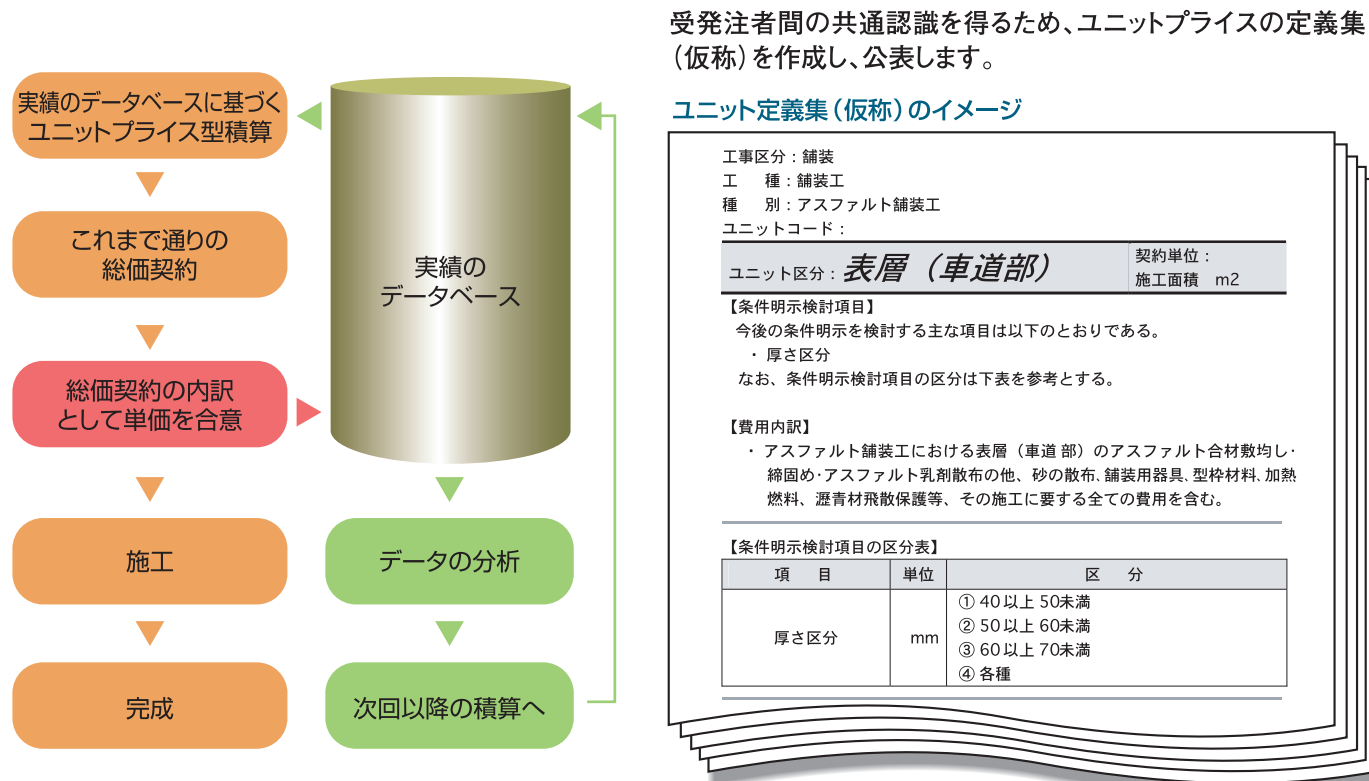 受発注者間の共通認識を得るため、ユニットプライスの定義集
(仮称)を作成し、公表します。
実績のデータベースに基づく
ユニットプライス型積算
これまで通りの
総価契約
総価契約の内訳
として単価を合意
施工
完成
実績の
データベース
データの分析
次回以降の積算へ
ユニット定義集(仮称)のイメージ
工事区分:舗装
工 種:舗装工
種 別:アスファルト舗装工
ユニットコード:
ユニット区分:表層(車道部)
契約単位:
施工面積 m2
【条件明示検討項目】
今後の条件明示を検討する主な項目は以下のとおりである。
・ 厚さ区分
なお、条件明示検討項目の区分は下表を参考とする。
【費用内訳】
・ アスファルト舗装工における表層(車道 部)のアスファルト合材敷均し・
締固め・アスファルト乳剤散布の他、砂の散布、舗装用器具、型枠材料、加熱
燃料、瀝青材飛散保護等、その施工に要する全ての費用を含む。
【条件明示検討項目の区分表】
項 目 単位 区 分
厚さ区分 mm
① 40以上 50未満
② 50以上 60未満
③ 60以上 70未満
④ 各種